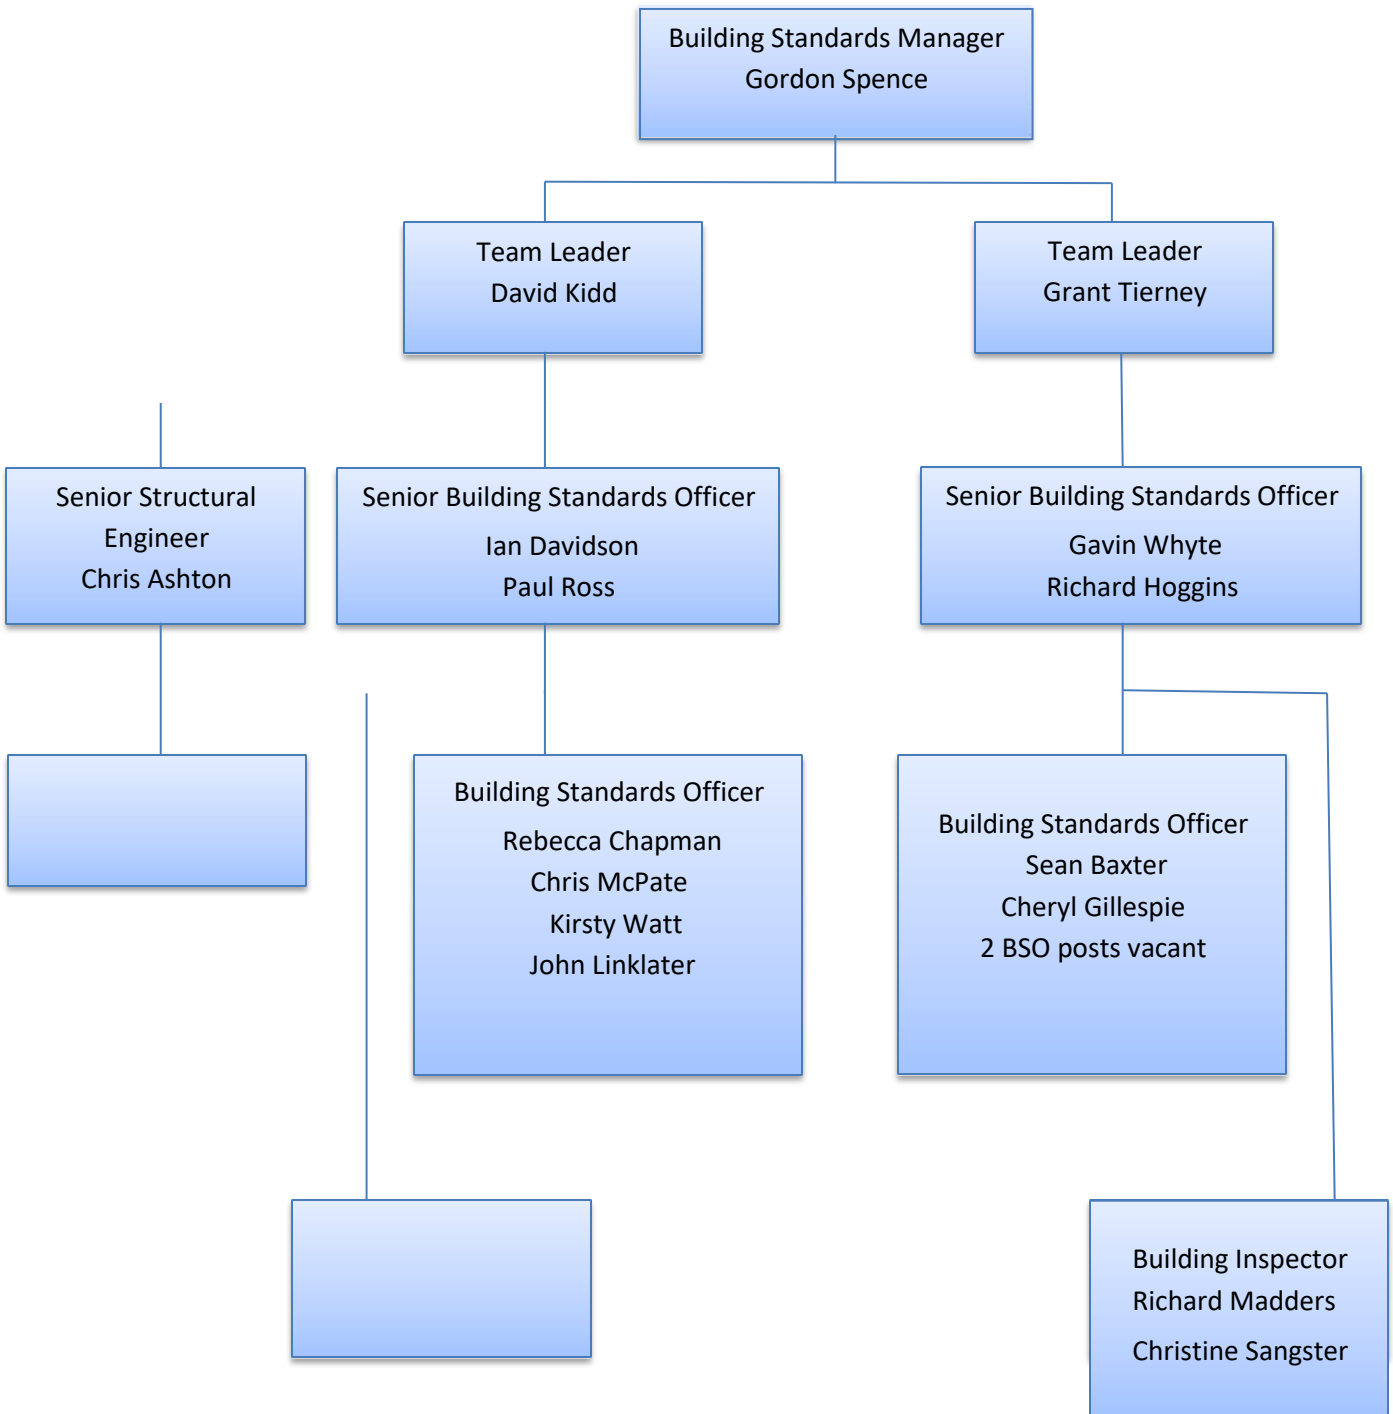 Building Standards Manager
Gordon Spence
Team Leader
David Kidd
Team Leader
Grant Tierney
Senior Structural
Engineer
Chris Ashton
Senior Building Standards Officer
Ian Davidson
Paul Ross
Senior Building Standards Officer
Gavin Whyte
Richard Hoggins
Building Standards Officer
Rebecca Chapman
Chris McPate
Kirsty Watt
John Linklater
Building Standards Officer
Sean Baxter
Cheryl Gillespie
2 BSO posts vacant
Building Inspector
Richard Madders
Christine Sangster